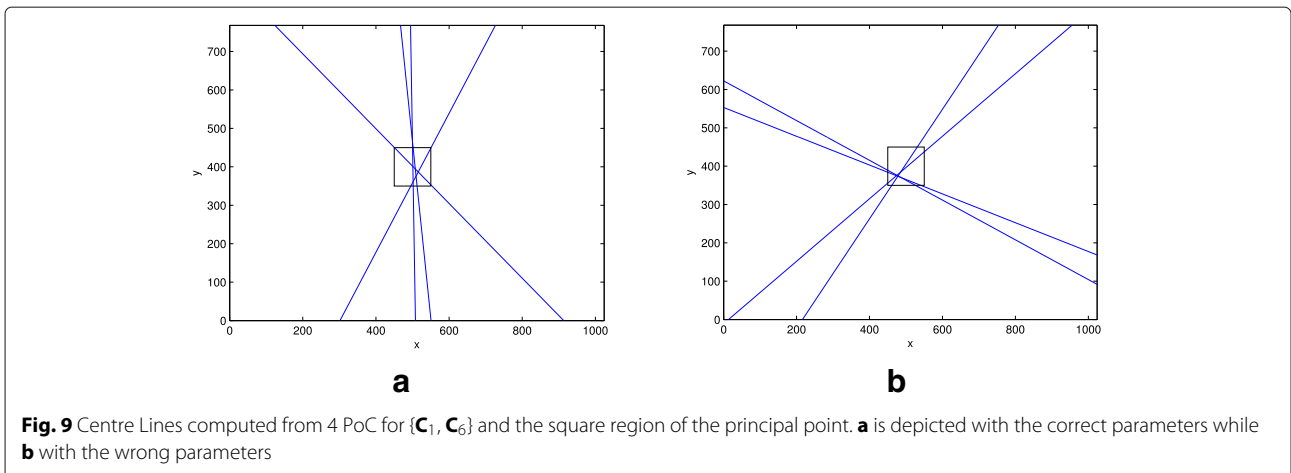 700
600
500
400
300
200
100
0
y
0 200 400 600 800 1000
x
a
700
600
500
400
300
200
100
0
y
0 200 400 600 800 1000
x
b
Fig. 9 Centre Lines computed from 4 PoC for {C₁, C₆} and the square region of the principal point. a is depicted with the correct parameters while
b with the wrong parameters